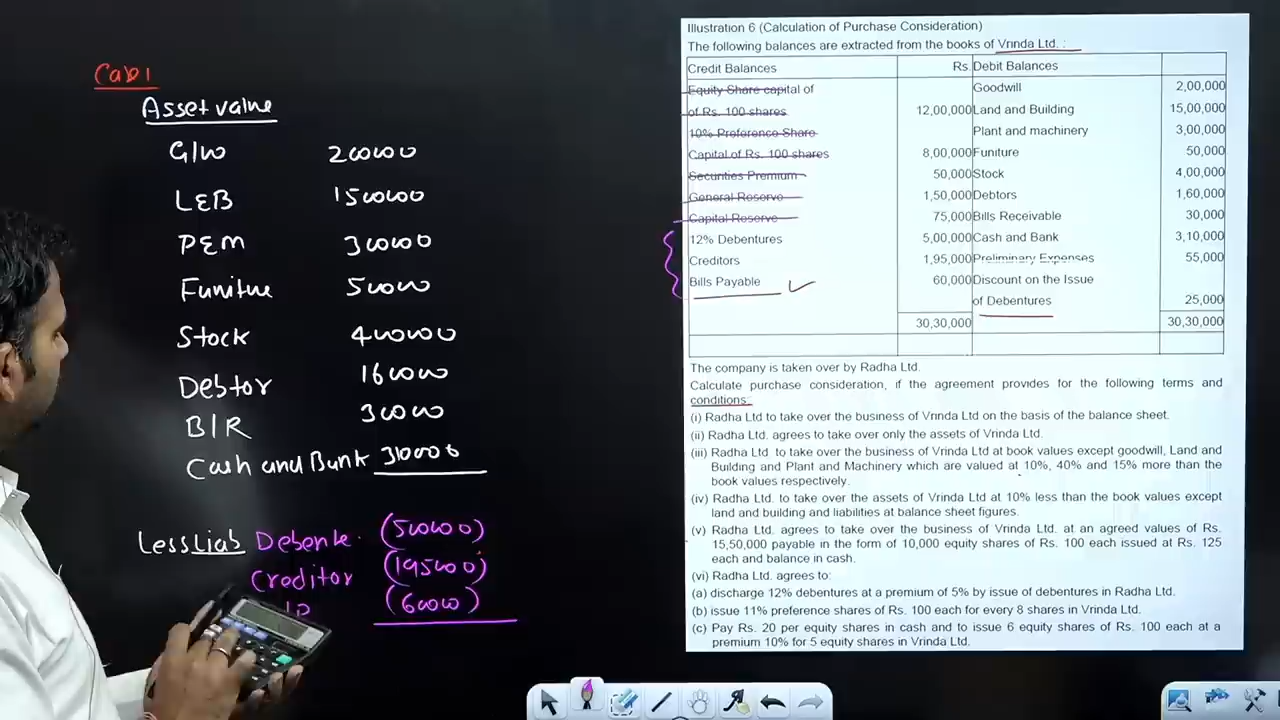 Cab1
Asset value
G/W 200000
L&B 1500000
P&M 300000
Funitue 50000
Stock 400000
Debtor 160000
B/R 30000
Cash and Bank 310000
Less Liab Debente. (500000)
Creditor (195000)
(60000)
Illustration 6 (Calculation of Purchase Consideration)
The following balances are extracted from the books of Vrinda Ltd. :
Credit Balances Rs. Debit Balances
Equity Share capital of Goodwill 2,00,000
of Rs. 100 shares 12,00,000 Land and Building 15,00,000
10% Preference Share Plant and machinery 3,00,000
Capital of Rs. 100 shares 8,00,000 Funiture 50,000
Securities Premium 50,000 Stock 4,00,000
General Reserve 1,50,000 Debtors 1,60,000
Capital Reserve 75,000 Bills Receivable 30,000
12% Debentures 5,00,000 Cash and Bank 3,10,000
Creditors 1,95,000 Preliminary Expenses 55,000
Bills Payable 60,000 Discount on the Issue
of Debentures 25,000
30,30,000 30,30,000
The company is taken over by Radha Ltd.
Calculate purchase consideration, if the agreement provides for the following terms and
conditions:
(i) Radha Ltd to take over the business of Vrinda Ltd on the basis of the balance sheet.
(ii) Radha Ltd. agrees to take over only the assets of Vrinda Ltd.
(iii) Radha Ltd to take over the business of Vrinda Ltd at book values except goodwill, Land and
Building and Plant and Machinery which are valued at 10%, 40% and 15% more than the
book values respectively.
(iv) Radha Ltd. to take over the assets of Vrinda Ltd at 10% less than the book values except
land and building and liabilities at balance sheet figures.
(v) Radha Ltd. agrees to take over the business of Vrinda Ltd. at an agreed values of Rs.
15,50,000 payable in the form of 10,000 equity shares of Rs. 100 each issued at Rs. 125
each and balance in cash.
(vi) Radha Ltd. agrees to:
(a) discharge 12% debentures at a premium of 5% by issue of debentures in Radha Ltd.
(b) issue 11% preference shares of Rs. 100 each for every 8 shares in Vrinda Ltd.
(c) Pay Rs. 20 per equity shares in cash and to issue 6 equity shares of Rs. 100 each at a
premium 10% for 5 equity shares in Vrinda Ltd.